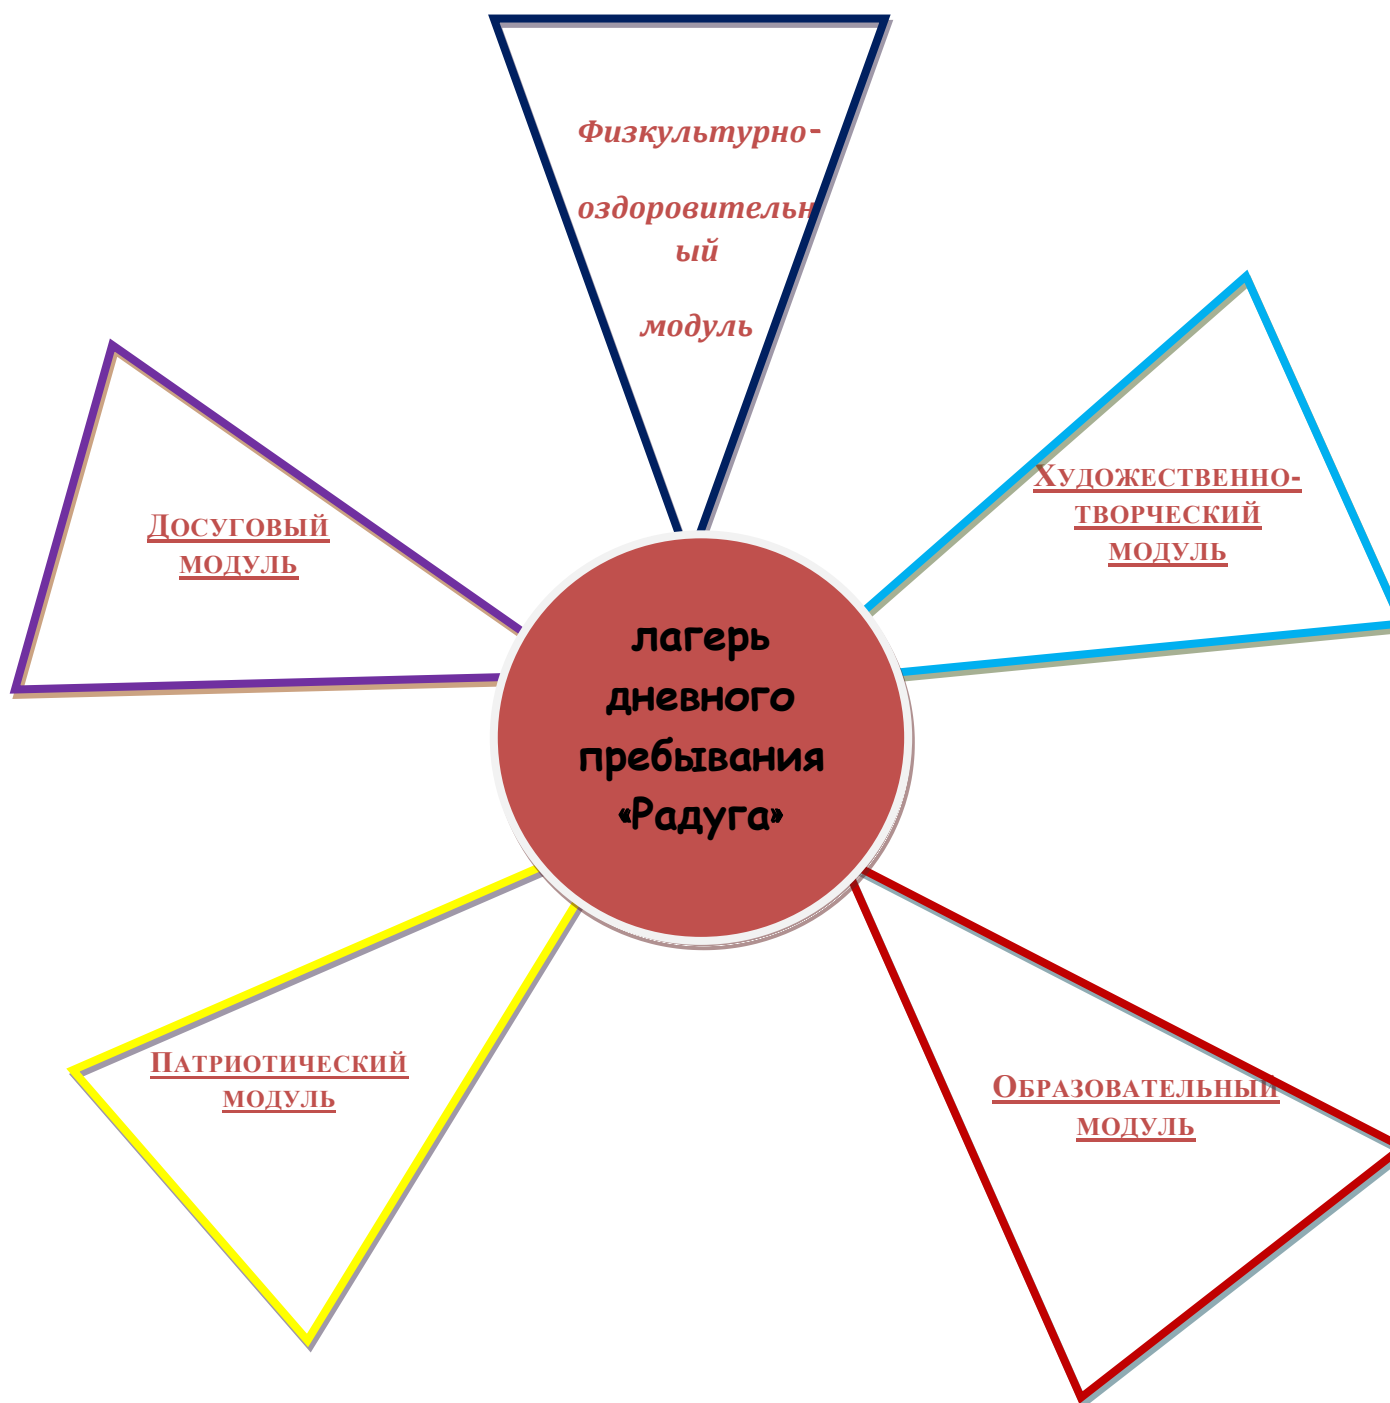 Физкультурно-
оздоровительн
ый
модуль
Художественно-
творческий
модуль
Досуговый
модуль
лагерь
дневного
пребывания
«Радуга»
Патриотический
модуль
Образовательный
модуль